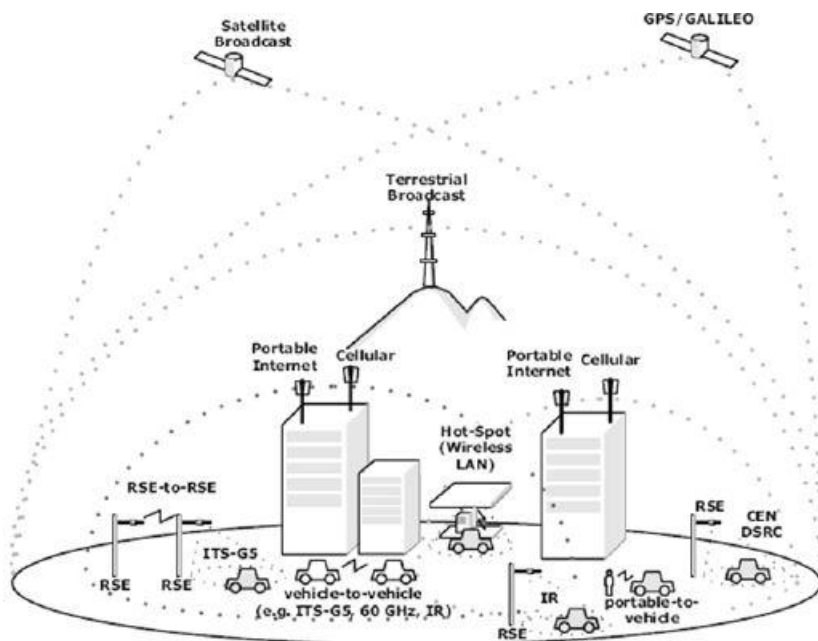 Satellite
Broadcast
GPS/GALILEO
Terrestrial
Broadcast
Portable
Internet
Cellular
Portable
Internet
Cellular
Hot-Spot
(Wireless
LAN)
RSE-to-RSE
RSE
CEN
DSRC
ITS-G5
RSE
RSE
vehicle-to-vehicle
(e.g. ITS-G5, 60 GHz, IR)
IR
RSE
portable-to-
vehicle